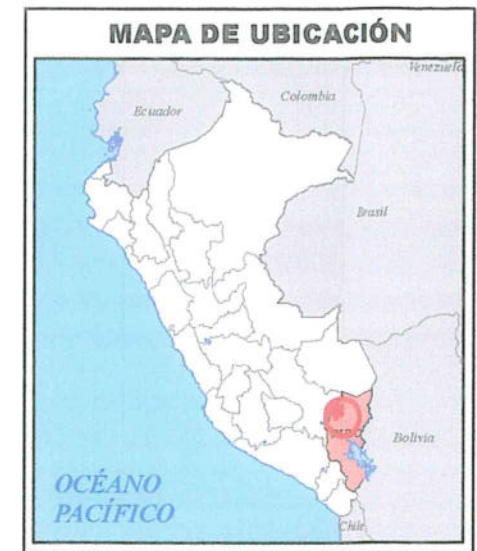 MAPA DE UBICACIÓN
Venezuela
Colombia
Ecuador
Brasil
Bolivia
OCÉANO
PACÍFICO
Chile